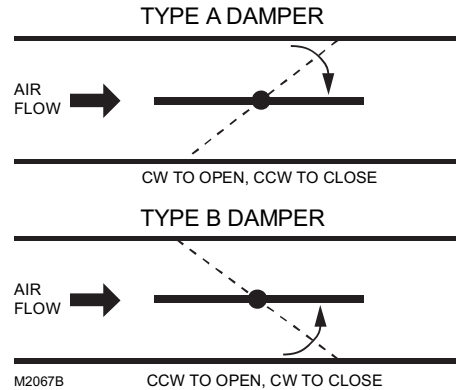 TYPE A DAMPER
AIR
FLOW
CW TO OPEN, CCW TO CLOSE
TYPE B DAMPER
AIR
FLOW
M2067B
CCW TO OPEN, CW TO CLOSE